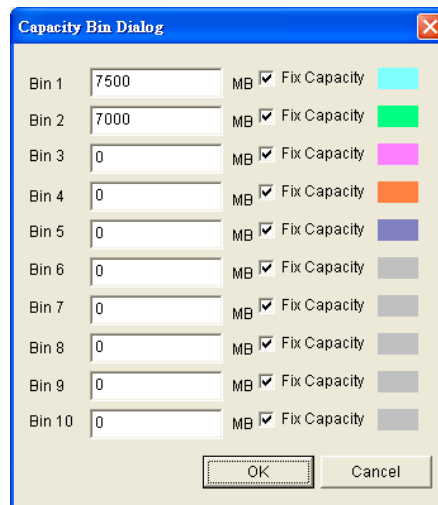 Capacity Bin Dialog
Bin 1 7500 MB Fix Capacity
Bin 2 7000 MB Fix Capacity
Bin 3 0 MB Fix Capacity
Bin 4 0 MB Fix Capacity
Bin 5 0 MB Fix Capacity
Bin 6 0 MB Fix Capacity
Bin 7 0 MB Fix Capacity
Bin 8 0 MB Fix Capacity
Bin 9 0 MB Fix Capacity
Bin 10 0 MB Fix Capacity
OK Cancel